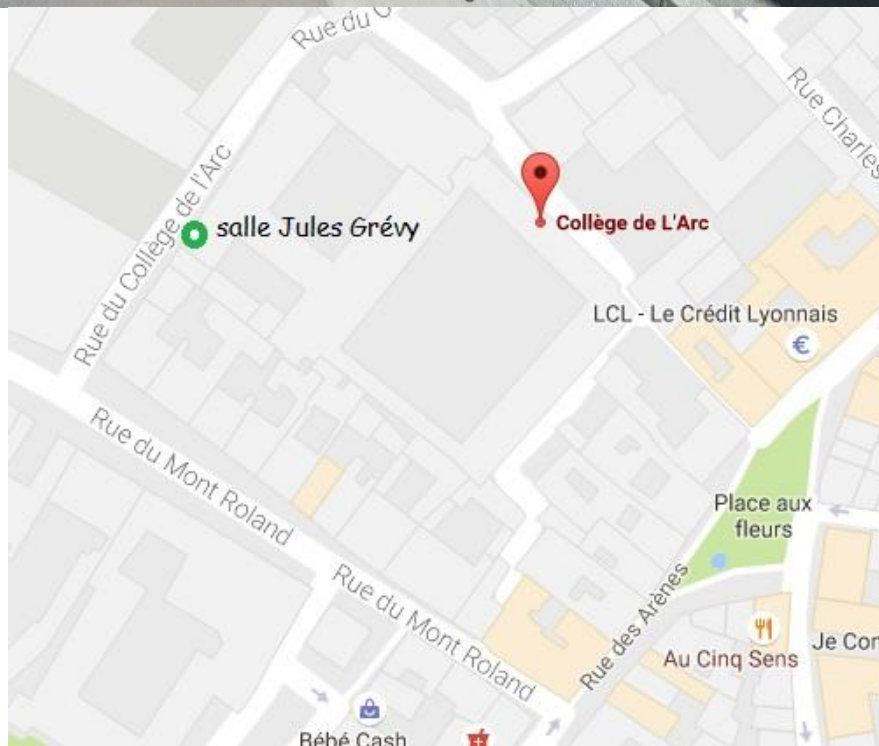 Rue du
Rue Charles
Rue du Collège de l'Arc
salle Jules Grévy
Collège de L'Arc
LCL - Le Crédit Lyonnais
€
Rue du Mont Roland
Place aux
fleurs
Rue du Mont Roland
Rue des Arènes
Au Cinq Sens
Je Con
Bébé Cash